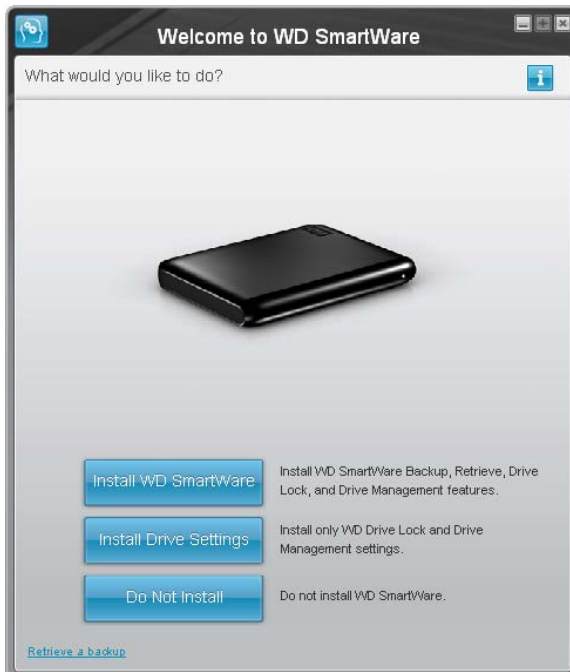 Welcome to WD SmartWare
What would you like to do?
Install WD SmartWare
Install WD SmartWare Backup, Retrieve, Drive
Lock, and Drive Management features.
Install Drive Settings
Install only WD Drive Lock and Drive
Management settings.
Do Not Install
Do not install WD SmartWare.
Retrieve a backup